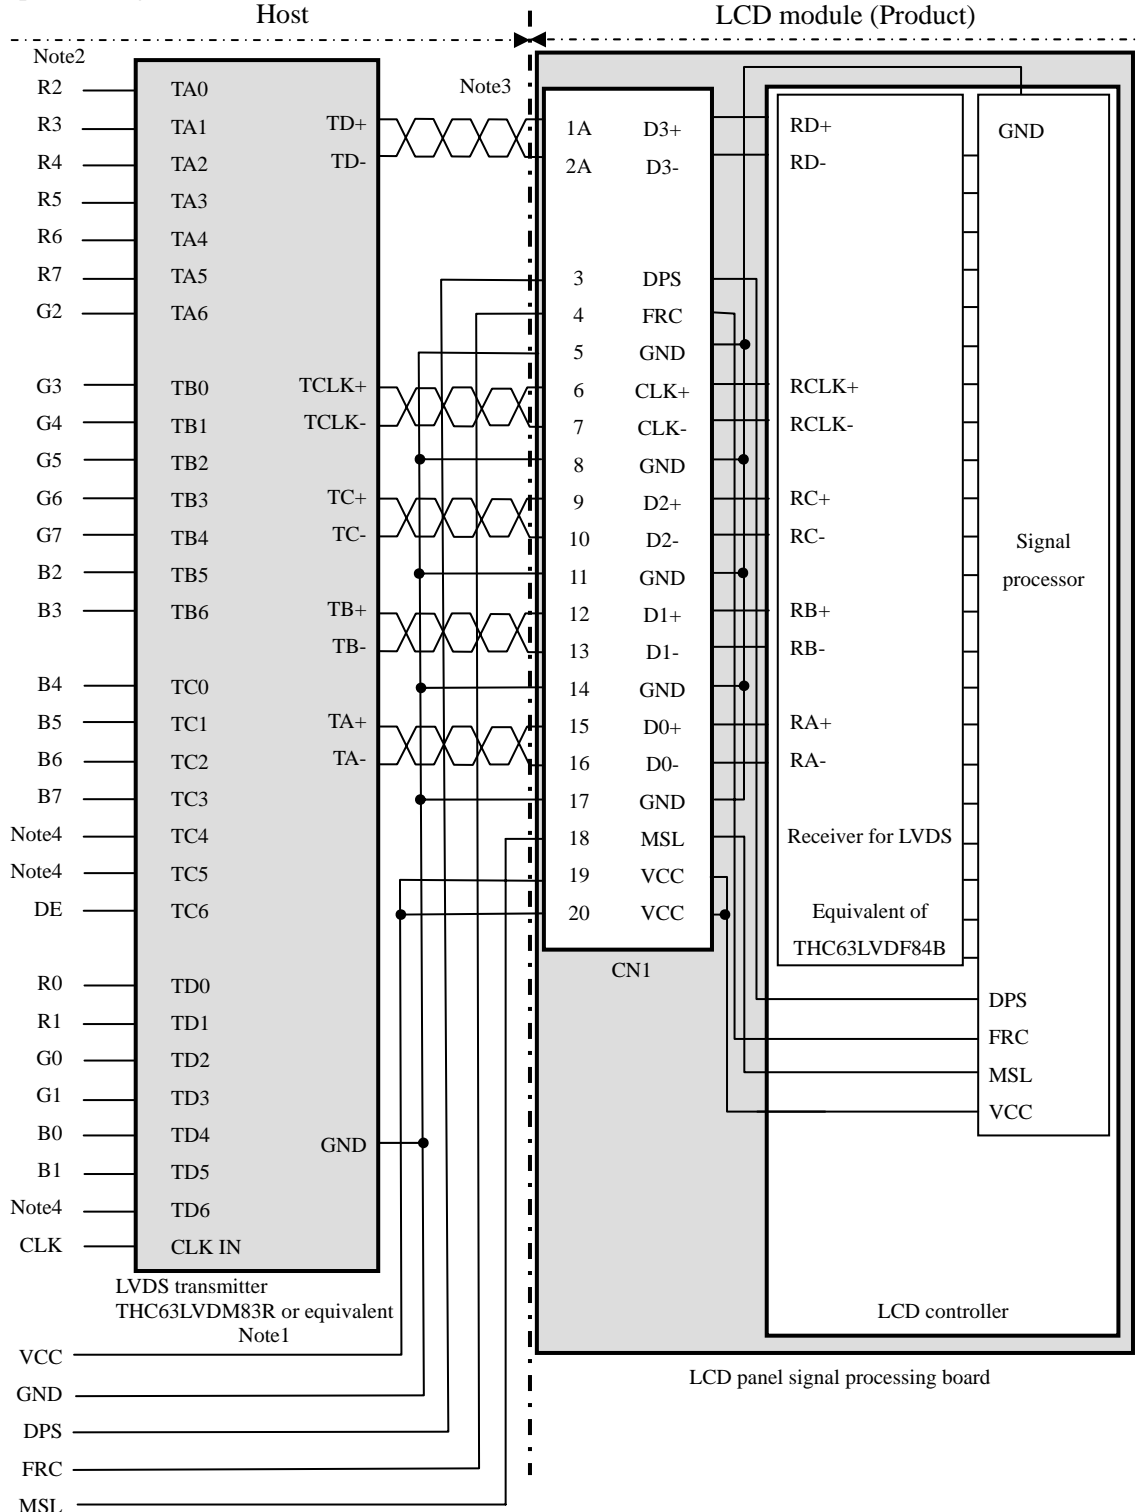 Host
LCD module (Product)
Note2
Note3
R2 TA0
R3 TA1 TD+ 1A D3+ RD+ GND
R4 TA2 TD- 2A D3- RD-
R5 TA3
R6 TA4
R7 TA5 3 DPS
G2 TA6 4 FRC
5 GND
G3 TB0 TCLK+ 6 CLK+ RCLK+
G4 TB1 TCLK- 7 CLK- RCLK-
G5 TB2 8 GND
G6 TB3 TC+ 9 D2+ RC+
G7 TB4 TC- 10 D2- RC- Signal
B2 TB5 11 GND processor
B3 TB6 TB+ 12 D1+ RB+
TB- 13 D1- RB-
B4 TC0 14 GND
B5 TC1 TA+ 15 D0+ RA+
B6 TC2 TA- 16 D0- RA-
B7 TC3 17 GND
Note4 TC4 18 MSL Receiver for LVDS
Note4 TC5 19 VCC
DE TC6 20 VCC Equivalent of
THC63LVDF84B
CN1
R0 TD0 DPS
R1 TD1 FRC
G0 TD2 MSL
G1 TD3 VCC
B0 TD4 GND
B1 TD5
Note4 TD6
CLK CLK IN
LVDS transmitter
THC63LVDM83R or equivalent
Note1
LCD controller
VCC
LCD panel signal processing board
GND
DPS
FRC
MSL